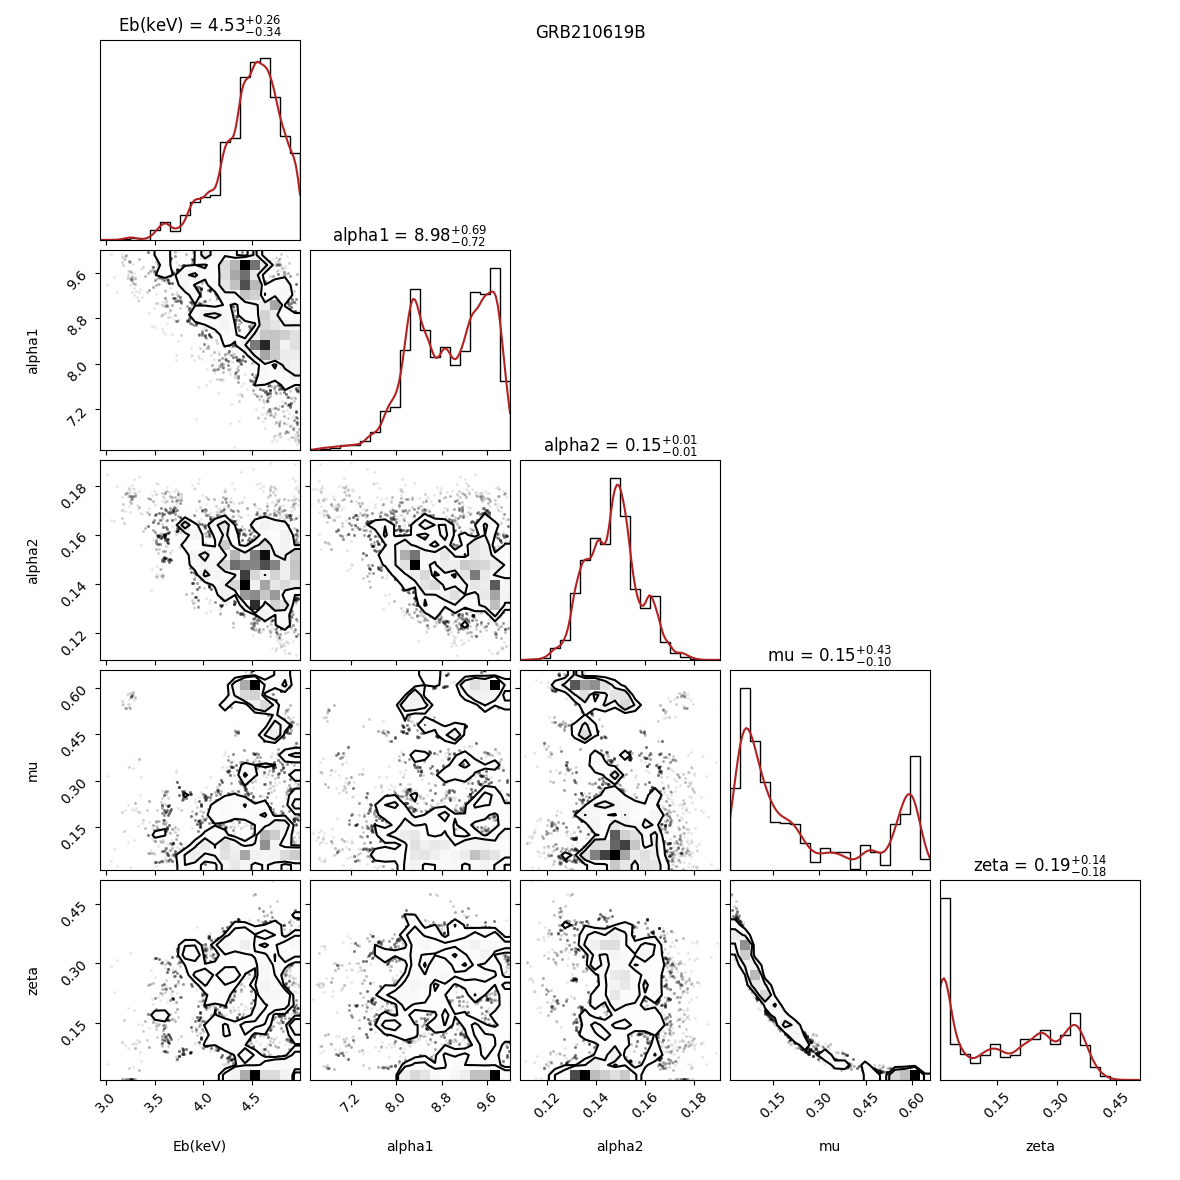 GRB210619B
Eb(keV) = 4.53+0.26 −0.34
alpha1 = 8.98+0.69 −0.72
alpha2 = 0.15+0.01 −0.01
mu = 0.15+0.43 −0.10
zeta = 0.19+0.14 −0.18
9.6
8.8
8.0
7.2
alpha1
0.18
0.16
0.14
0.12
alpha2
0.60
0.45
0.30
0.15
mu
0.45
0.30
0.15
zeta
3.0 3.5 4.0 4.5
Eb(keV)
7.2 8.0 8.8 9.6
alpha1
0.12 0.14 0.16 0.18
alpha2
0.15 0.30 0.45 0.60
mu
0.15 0.30 0.45
zeta